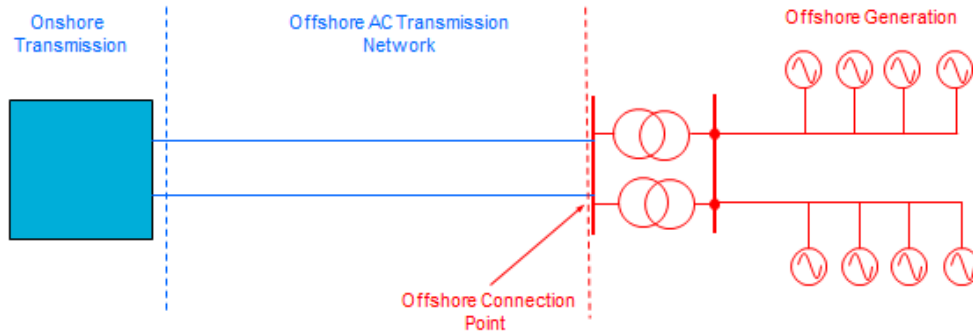 Onshore
Transmission
Offshore AC Transmission
Network
Offshore Generation
Offshore Connection
Point